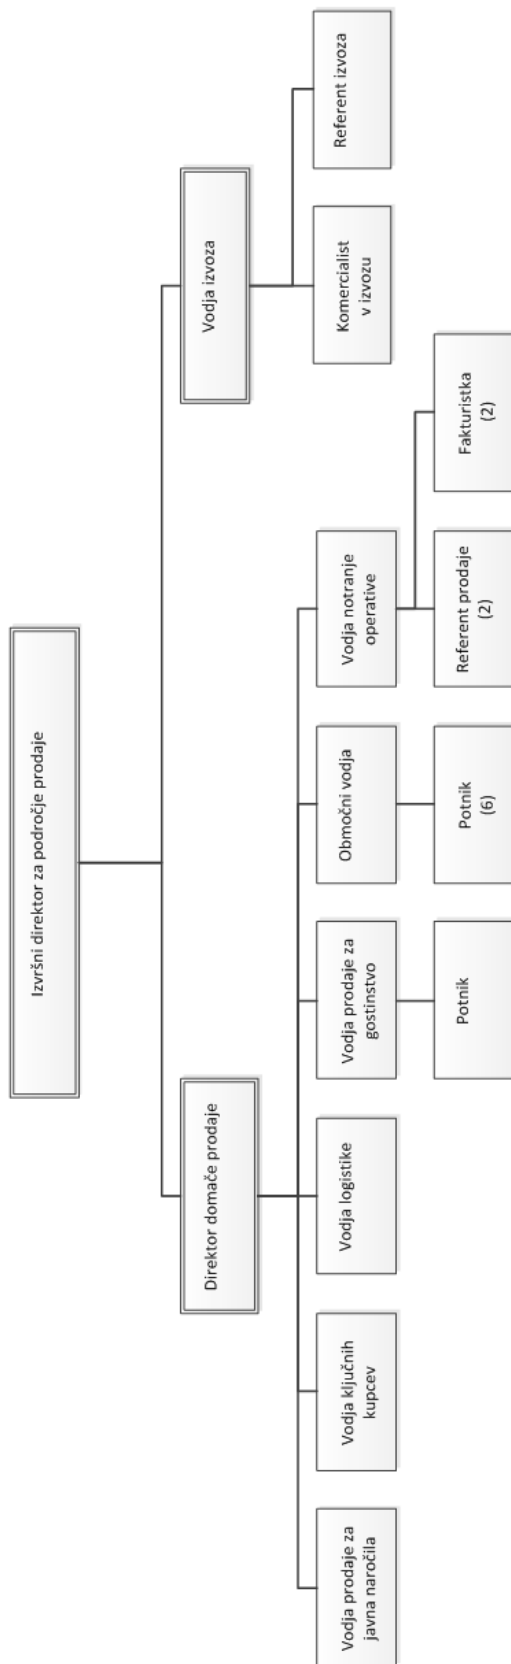 Izvršni direktor za področje prodaje
Direktor domače prodaje
Vodja izvoza
Vodja prodaje za
javna naročila
Vodja ključnih
kupcev
Vodja logistike
Vodja prodaje za
gostinstvo
Območni vodja
Vodja notranje
operative
Komercialist
v izvozu
Referent izvoza
Potnik
Potnik
(6)
Referent prodaje
(2)
Fakturistka
(2)